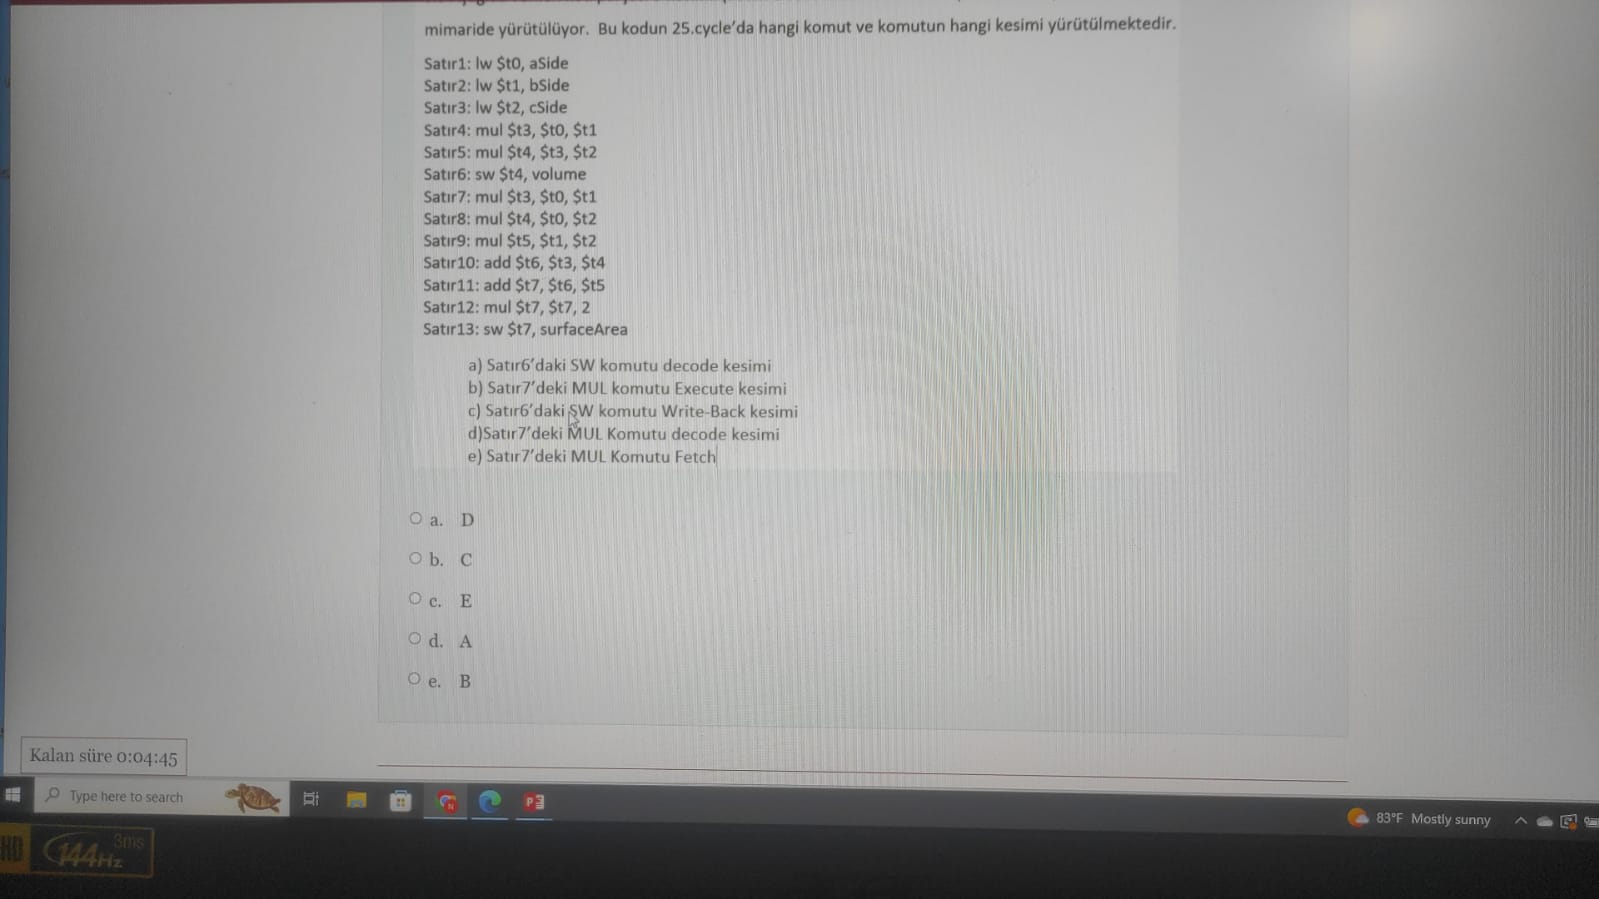 mimaride yürütülüyor. Bu kodun 25.cycle'da hangi komut ve komutun hangi kesimi yürütülmektedir.
Satır1: lw $t0, aSide
Satır2: lw $t1, bSide
Satır3: lw $t2, cSide
Satır4: mul $t3, $t0, $t1
Satır5: mul $t4, $t3, $t2
Satır6: sw $t4, volume
Satır7: mul $t3, $t0, $t1
Satır8: mul $t4, $t0, $t2
Satır9: mul $t5, $t1, $t2
Satır10: add $t6, $t3, $t4
Satır11: add $t7, $t6, $t5
Satır12: mul $t7, $t7, 2
Satır13: sw $t7, surfaceArea
a) Satır6'daki SW komutu decode kesimi
b) Satır7'deki MUL komutu Execute kesimi
c) Satır6'daki SW komutu Write-Back kesimi
d)Satır7'deki MUL Komutu decode kesimi
e) Satır7'deki MUL Komutu Fetch
a. D
b. C
c. E
d. A
e. B
Kalan süre 0:04:45
Type here to search
83°F Mostly sunny
HD
144Hz
3ms